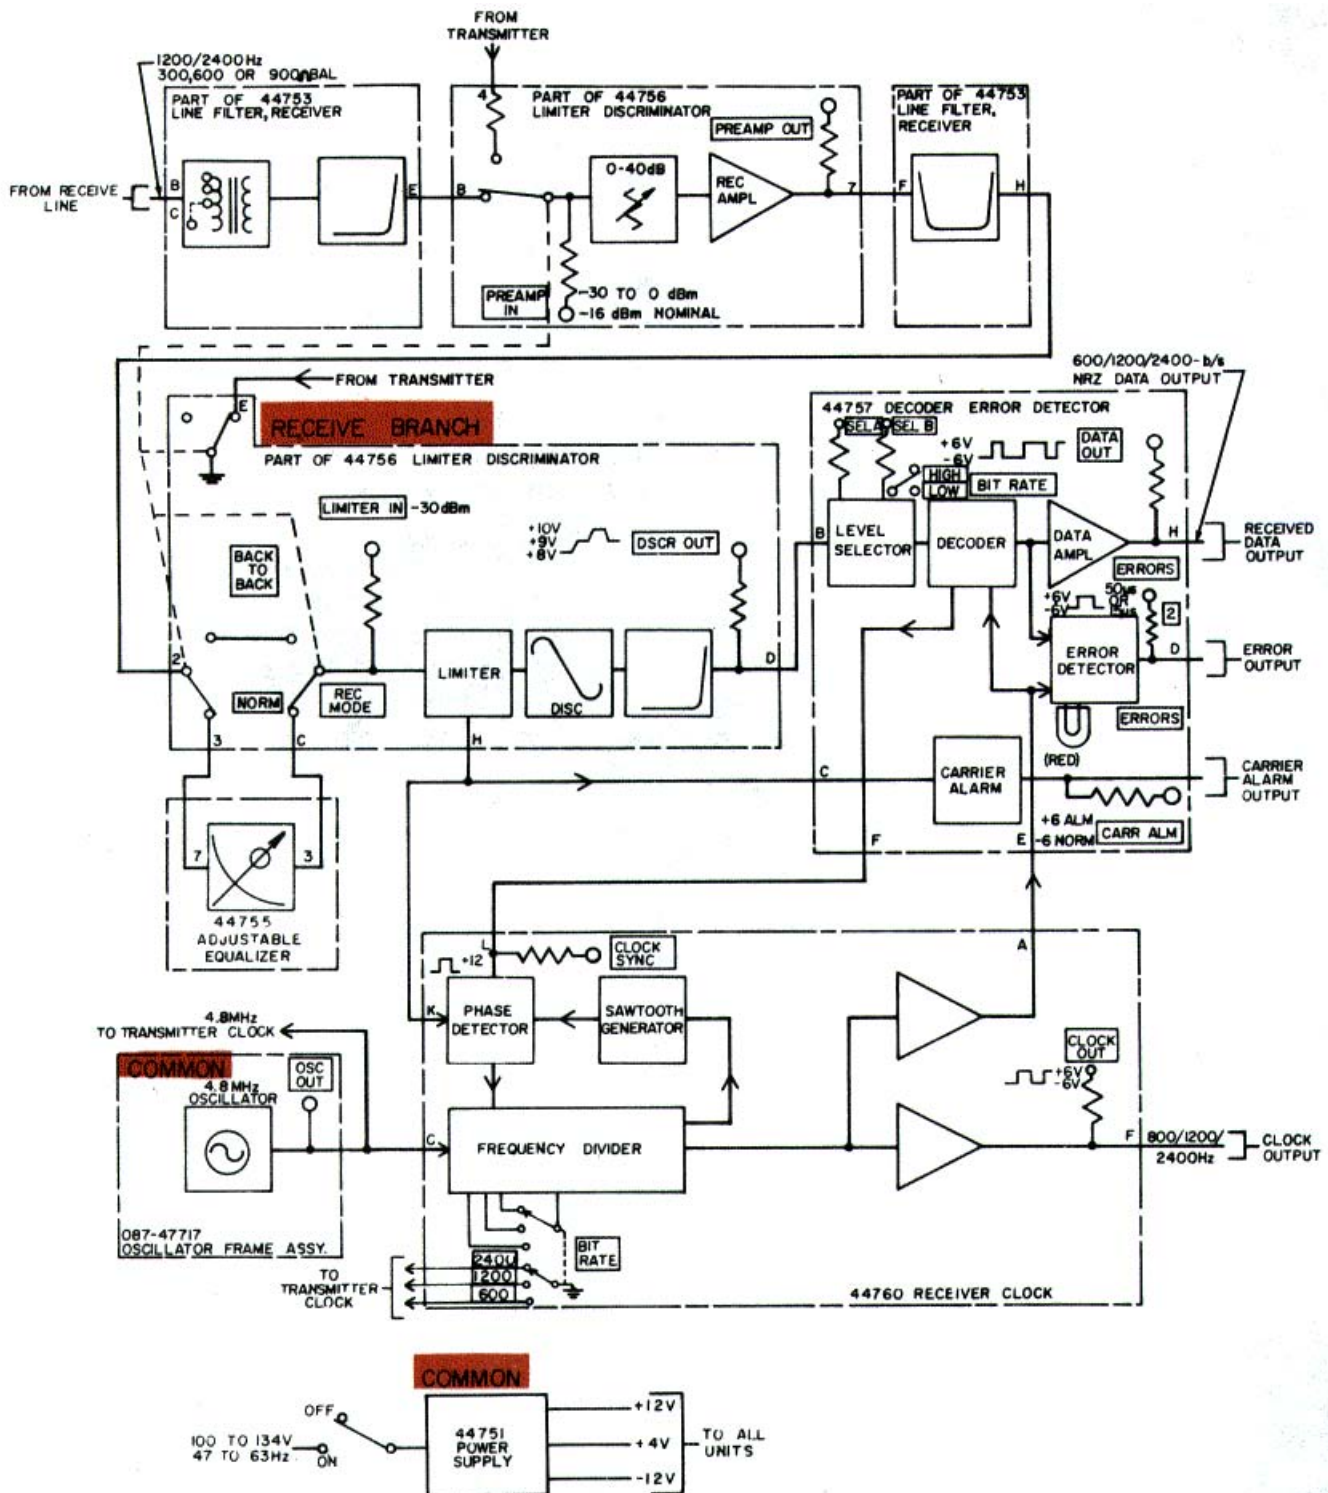 FROM
TRANSMITTER
1200/2400Hz
300,600 OR 900ΩBAL
PART OF 44753
LINE FILTER, RECEIVER
4
PART OF 44756
LIMITER DISCRIMINATOR
PREAMP OUT
PART OF 44753
LINE FILTER,
RECEIVER
FROM RECEIVE
LINE
B
C
E
B
0-40dB
REC
AMPL
7
F
H
PREAMP
IN
-30 TO 0 dBm
-16 dBm NOMINAL
FROM TRANSMITTER
600/1200/2400-b/s
NRZ DATA OUTPUT
E
RECEIVE BRANCH
PART OF 44756 LIMITER DISCRIMINATOR
44757 DECODER ERROR DETECTOR
SEL A
SEL B
+6V
-6V
DATA
OUT
HIGH
LOW
BIT RATE
LIMITER IN
-30dBm
+10V
+9V
+8V
DSCR OUT
B
LEVEL
SELECTOR
DECODER
DATA
AMPL
H
RECEIVED
DATA
OUTPUT
BACK
TO
BACK
ERRORS
+6V
-6V
50µs
OR
15µs
2
2
NORM
REC
MODE
LIMITER
DISC
D
ERROR
DETECTOR
D
ERROR
OUTPUT
3
C
H
ERRORS
(RED)
C
CARRIER
ALARM
CARRIER
ALARM
OUTPUT
+6 ALM
-6 NORM
CARR ALM
F
E
7
3
44755
ADJUSTABLE
EQUALIZER
L
+12
CLOCK
SYNC
A
4.8MHz
TO TRANSMITTER CLOCK
K
PHASE
DETECTOR
SAWTOOTH
GENERATOR
CLOCK
OUT
+6V
-6V
COMMON
4.8MHz
OSCILLATOR
OSC
OUT
C
FREQUENCY DIVIDER
F
800/1200/
2400Hz
CLOCK
OUTPUT
087-47717
OSCILLATOR FRAME ASSY.
BIT
RATE
TO
TRANSMITTER
CLOCK
2400
1200
600
44760 RECEIVER CLOCK
COMMON
OFF
100 TO 134V
47 TO 63Hz
ON
44751
POWER
SUPPLY
+12V
+4V
-12V
TO ALL
UNITS